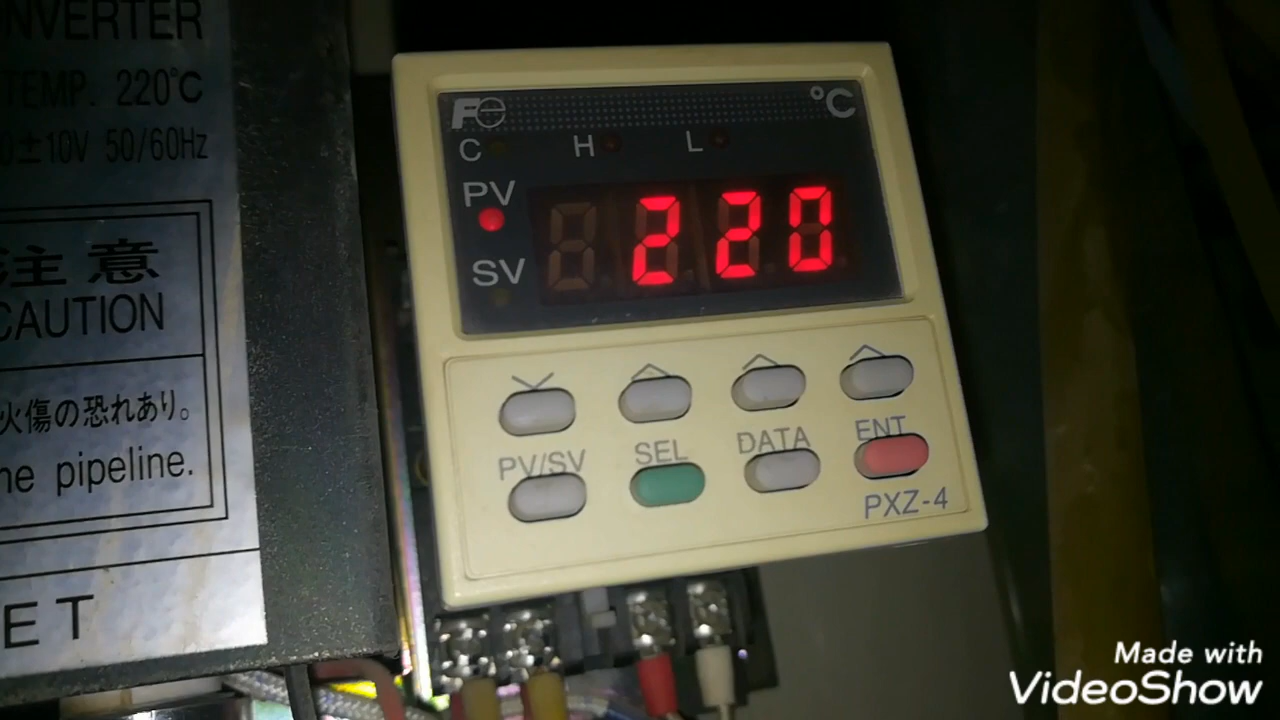 NVERTER
TEMP. 220℃
0±10V 50/60Hz
注意
CAUTION
火傷の恐れあり。
he pipeline.
ET
Fe
℃
C H L
PV
220
SV
PV/SV SEL DATA ENT
PXZ-4
Made with
VideoShow